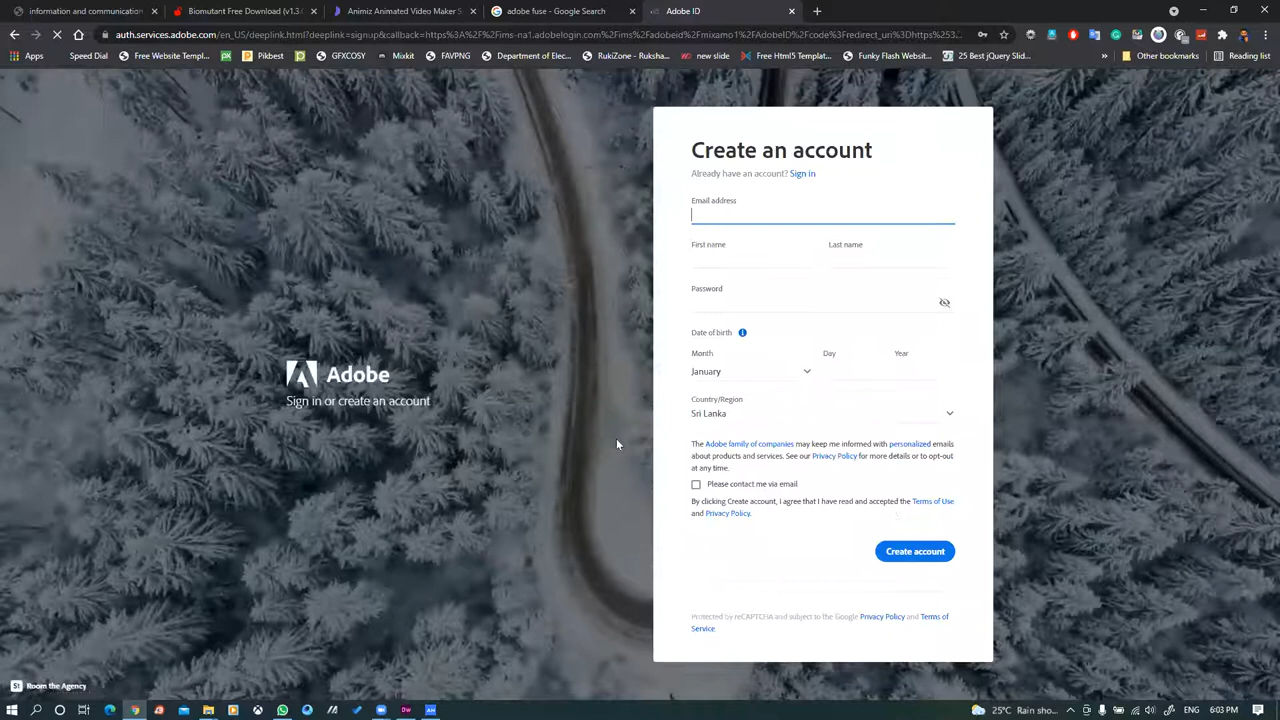 information and communication
Biomutant Free Download (v1.3.
Animated Animated Video Maker S
adobe fuse - Google Search
Adobe ID
auth.services.adobe.com/en_US/deeplink.html?deeplink=signup&callback=https%3A%2F%2Fims-na1.adobelogin.com%2Fims%2Fadobeid%2F
Apps
Speed Dial
Free Website Templ...
Pikbest
GFXCOSY
Mixkit
FAVPNG
Department of Elec...
RukiZone - Ruksha...
new slide
Free Html5 Templat...
Funky Flash Websit...
25 Best jQuery Slid...
Other bookmarks
Reading list
Create an account
Already have an account? Sign in
Email address
First name Last name
Password
Date of birth
Month Day Year
January
Country/Region
Sri Lanka
The Adobe family of companies may keep me informed with personalized emails
about products and services. See our Privacy Policy for more details or to opt-out
at any time.
Please contact me via email
By clicking Create account, i agree that I have read and accepted the Terms of Use
and Privacy Policy.
Create account
Protected by reCAPTCHA and subject to the Google Privacy Policy and Terms of
Service.
Adobe
Sign in or create an account
St Room the Agency
25°C Rain
ENG 6:03 PM